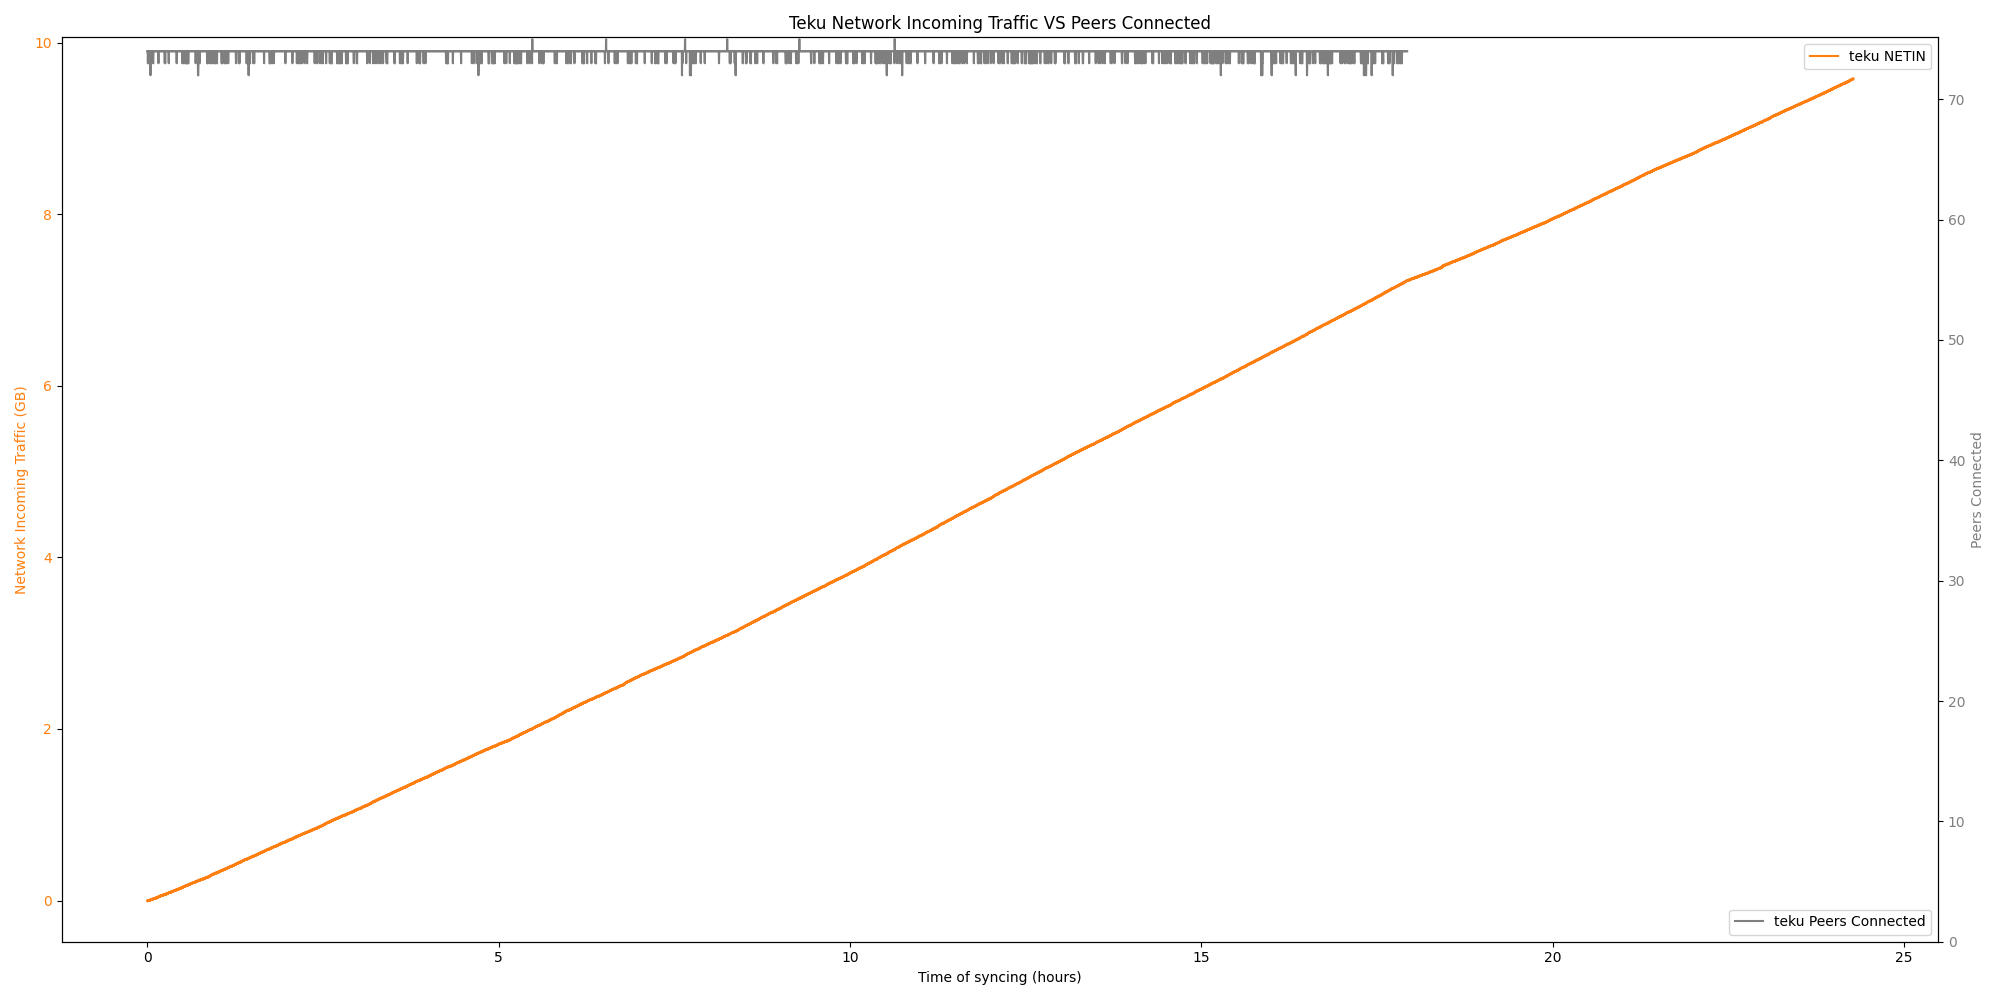 Teku Network Incoming Traffic VS Peers Connected
teku NETIN
10
8
6
4
2
0
Network Incoming Traffic (GB)
70
60
50
40
30
20
10
0
Peers Connected
teku Peers Connected
0 5 10 15 20 25
Time of syncing (hours)